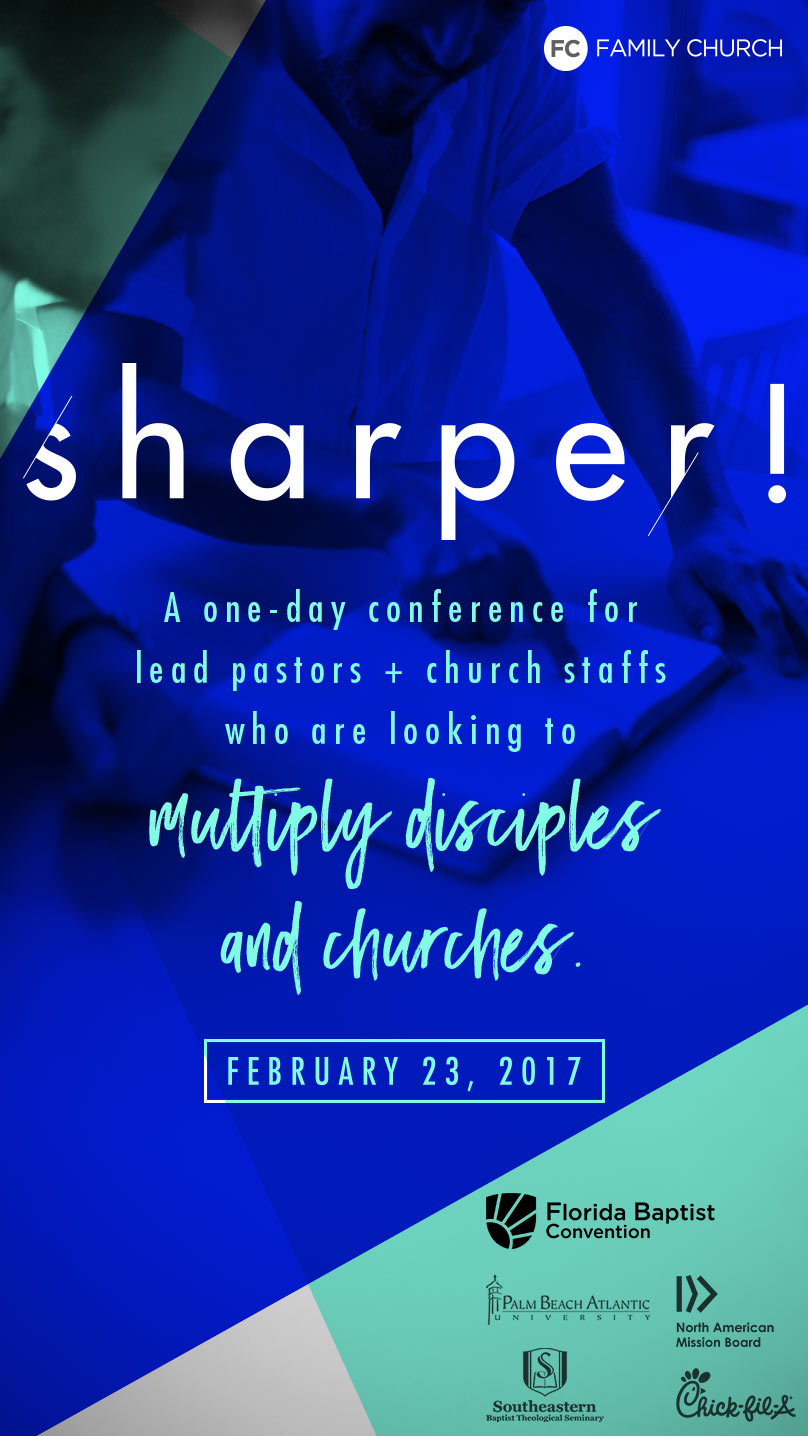 FC FAMILY CHURCH
sharper!
A one-day conference for
lead pastors + church staffs
who are looking to
multiply disciples
and churches.
FEBRUARY 23, 2017
Florida Baptist
Convention
PALM BEACH ATLANTIC
UNIVERSITY
North American
Mission Board
S
Southeastern
Baptist Theological Seminary
Chick-fil-A